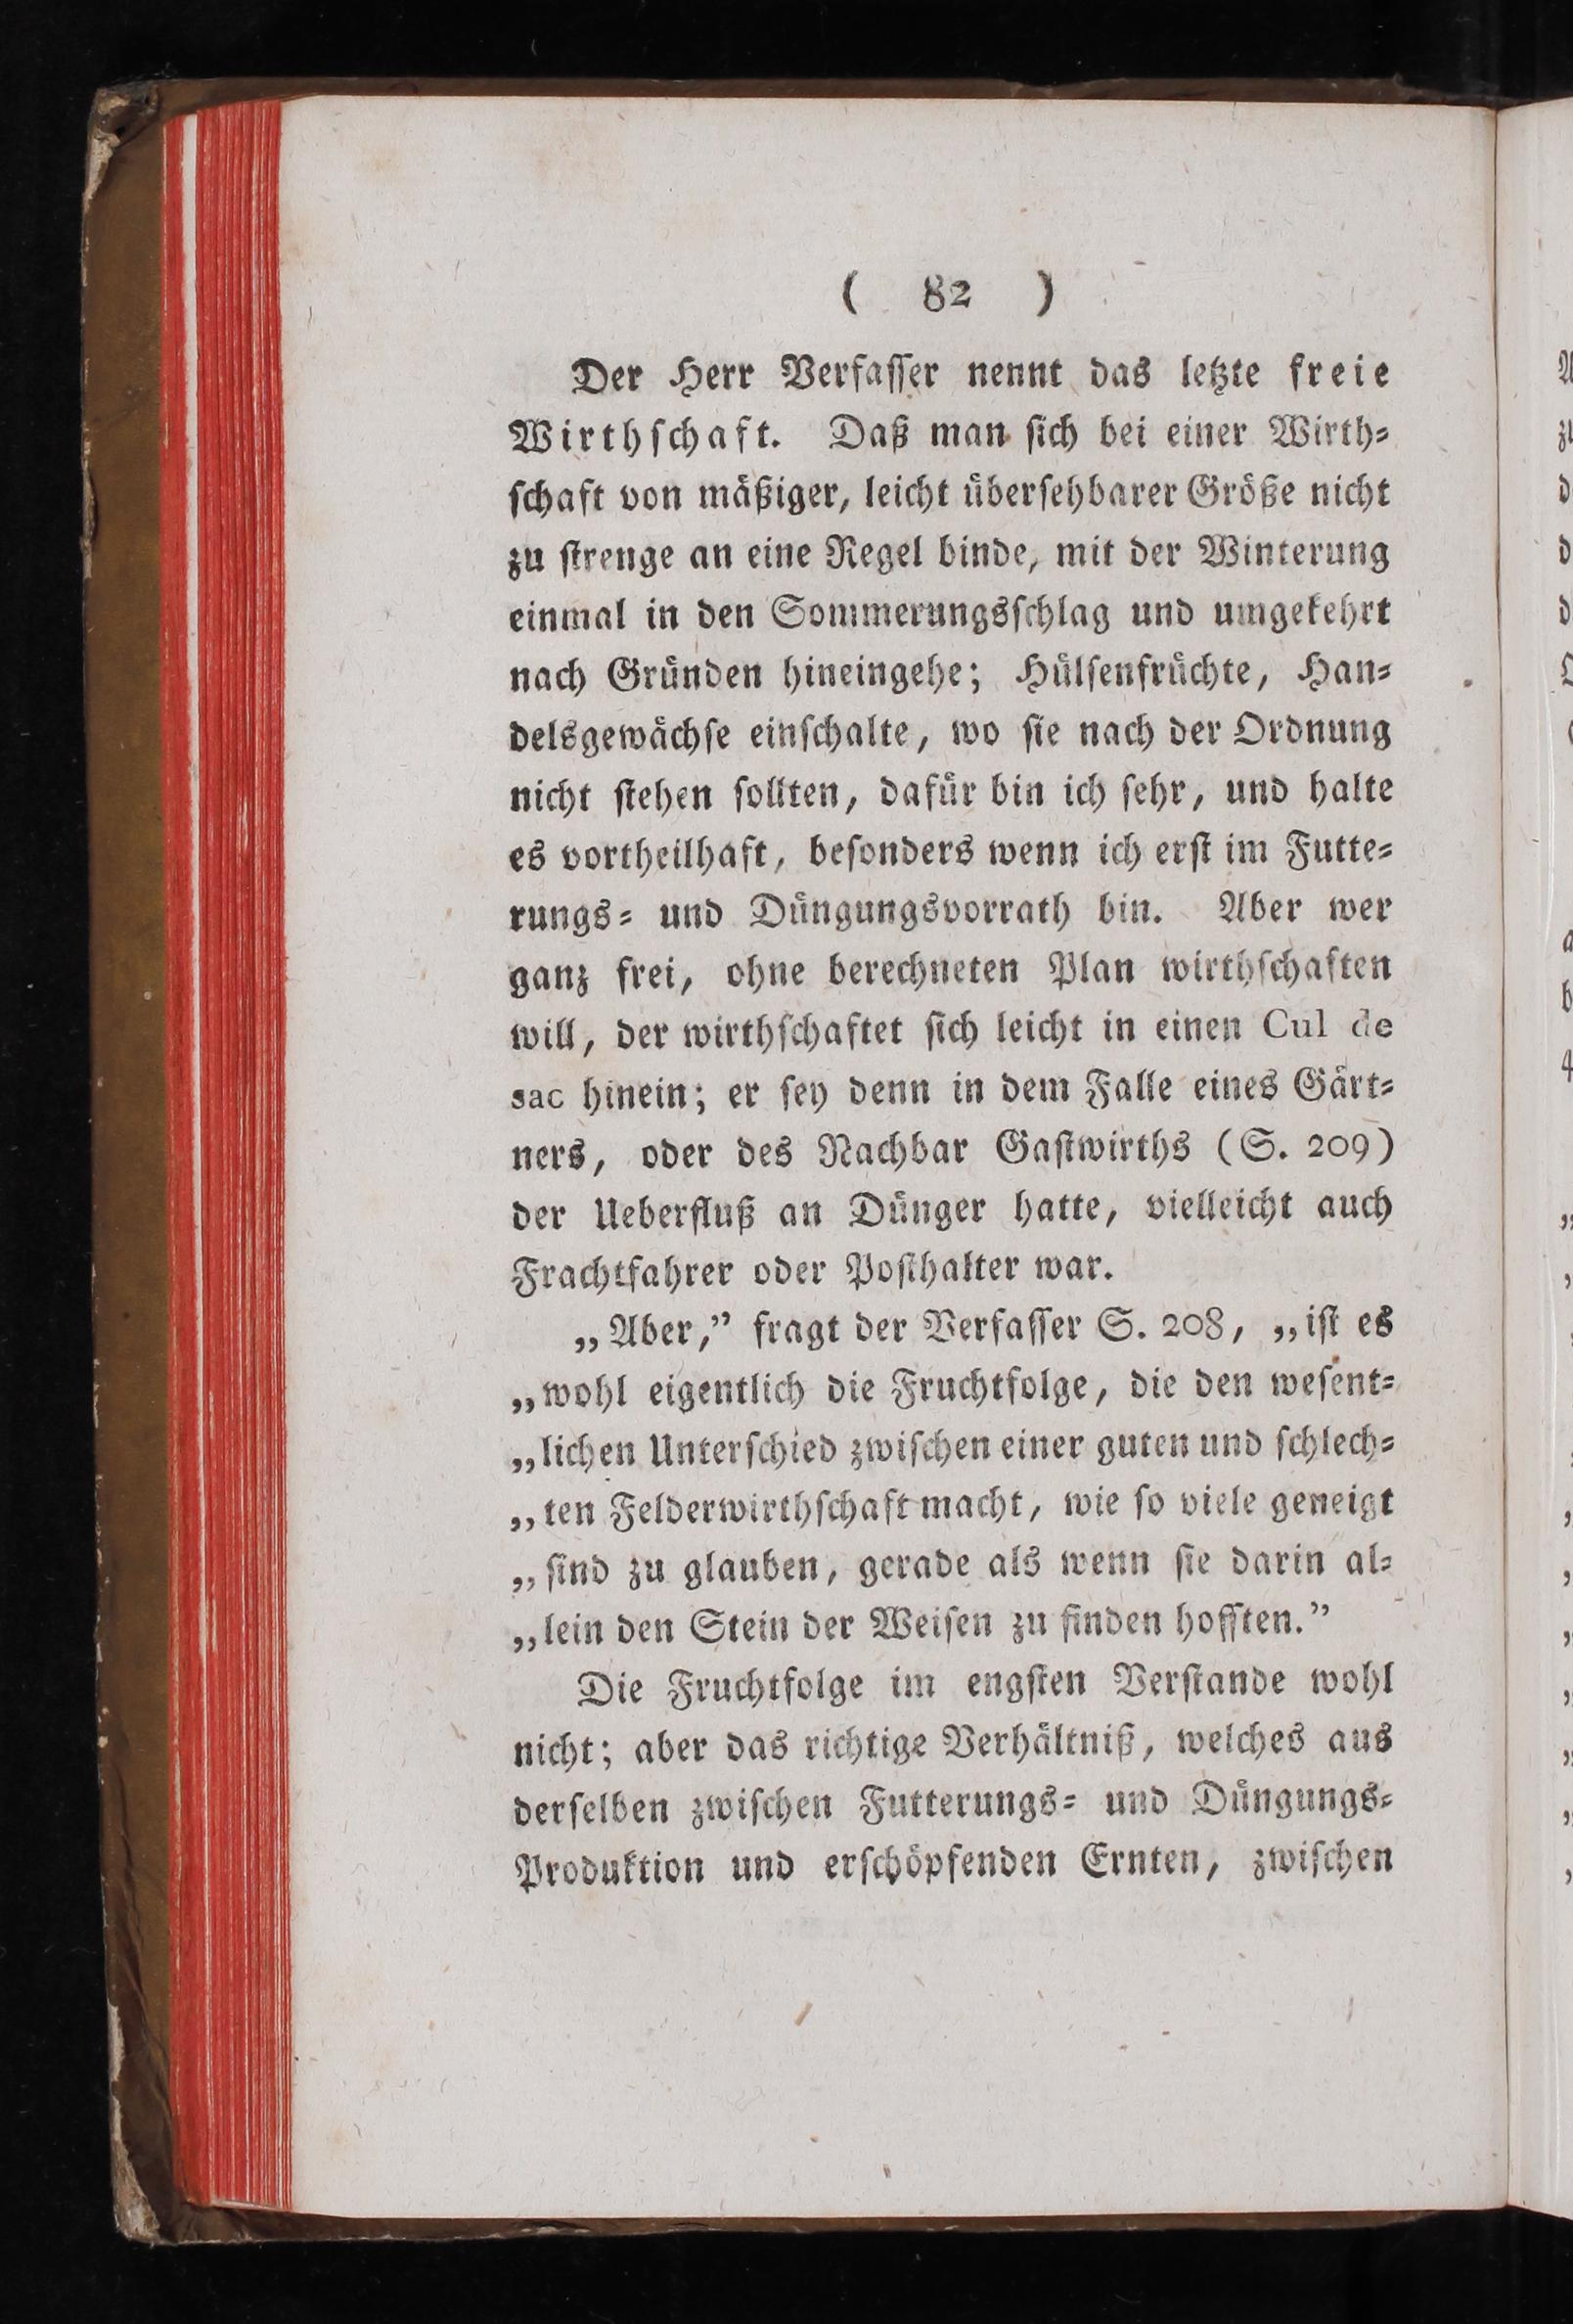 ( 82 )
Der Herr Verfaſſer nennt das letzte freie
Wirthſchaft. Daß man ſich bei einer Wirth⸗
ſchaft von mäßiger, leicht überſehbarer Größe nicht
zu ſtrenge an eine Regel binde, mit der Winterung
einmal in den Sommerungsſchlag und umgekehrt
nach Gründen hineingehe; Hülſenfrüchte, Han⸗
delsgewächſe einſchalte, wo ſie nach der Ordnung
nicht ſtehen ſollten, dafür bin ich ſehr, und halte
es vortheilhaft, beſonders wenn ich erſt im Futte⸗
rungs⸗ und Düngungsvorrath bin. Aber wer
ganz frei, ohne berechneten Plan wirthſchaften
will, der wirthſchaftet ſich leicht in einen Cul de
sac hinein; er ſey denn in dem Falle eines Gärt⸗
ners, oder des Nachbar Gaſtwirths (S. 209)
der Ueberfluß an Dünger hatte, vielleicht auch
Frachtfahrer oder Poſthalter war.
„Aber,” fragt der Verfaſſer S. 208, „iſt es
„wohl eigentlich die Fruchtfolge, die den weſent⸗
„lichen Unterſchied zwiſchen einer guten und ſchlech⸗
„ten Felderwirthſchaft macht, wie ſo viele geneigt
„ſind zu glauben, gerade als wenn ſie darin al⸗
„lein den Stein der Weiſen zu finden hofften.”
Die Fruchtfolge im engſten Verſtande wohl
nicht; aber das richtige Verhältniß, welches aus
derſelben zwiſchen Futterungs⸗ und Düngungs⸗
Produktion und erſchöpfenden Ernten, zwiſchen